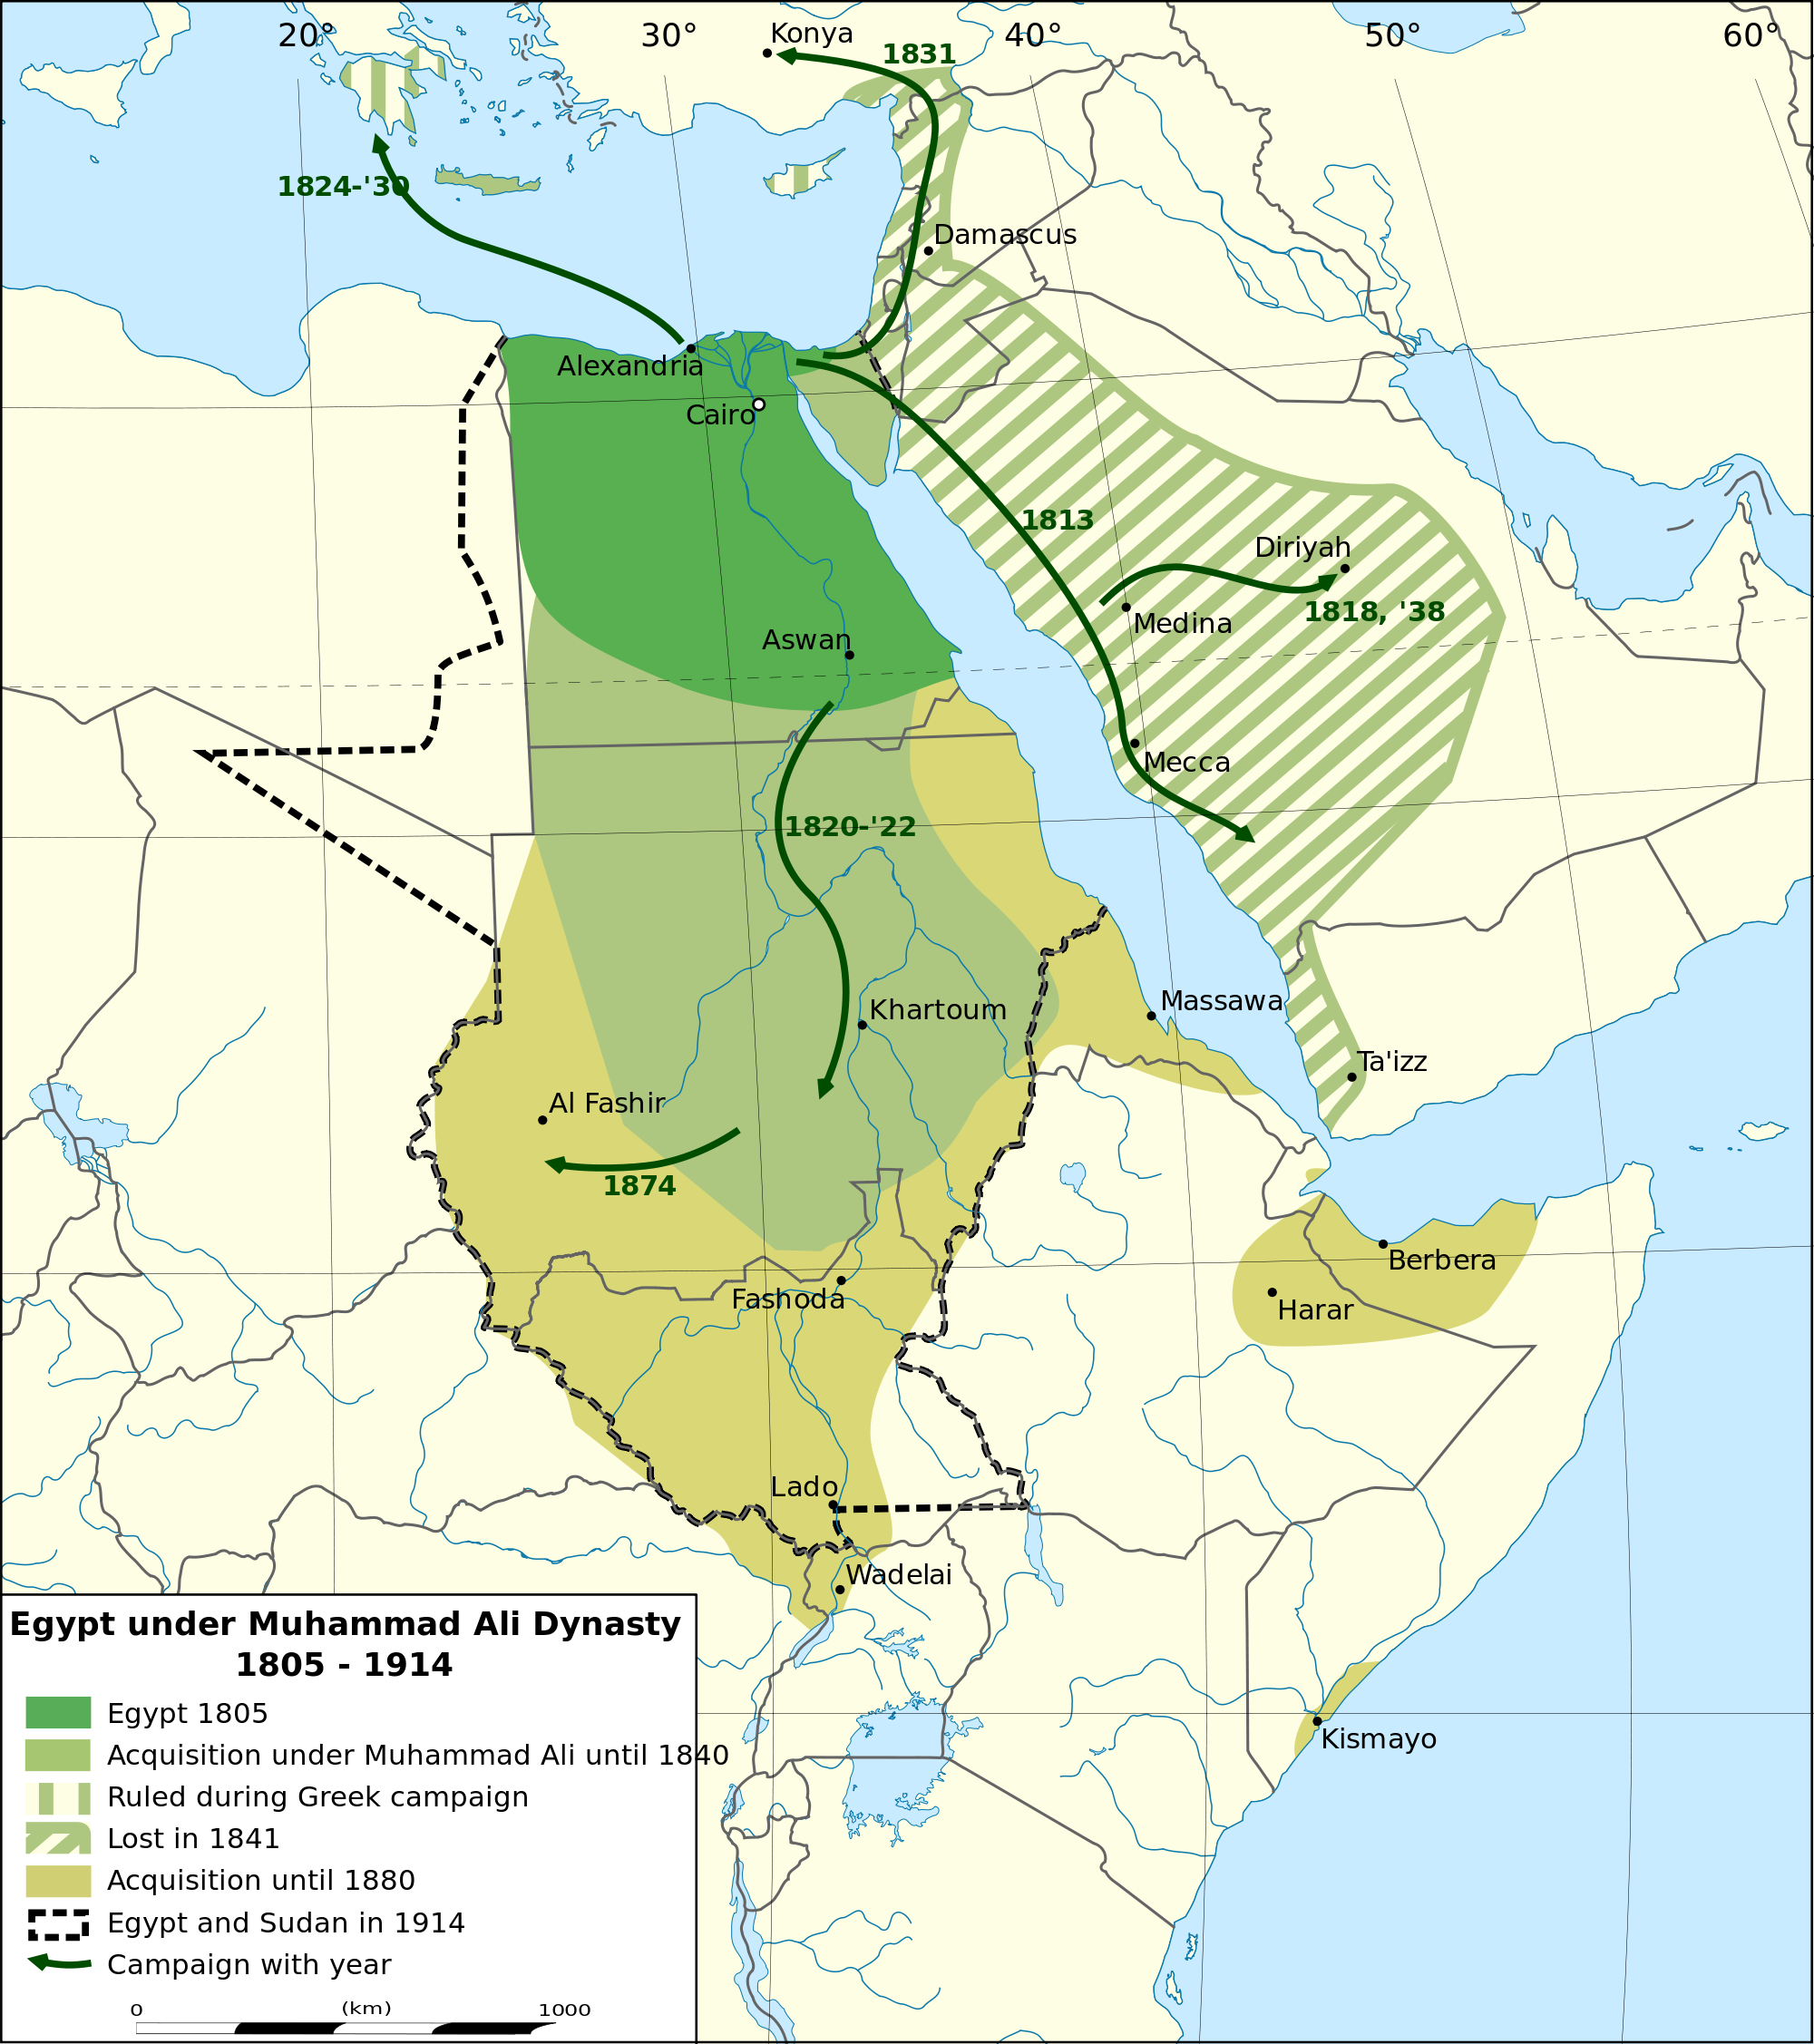 20°
30°
40°
50°
60°
Konya
1831
1824-'30
Damascus
Alexandria
Cairo
1813
Diriyah
1818, '38
Medina
Aswan
Mecca
1820-'22
Massawa
Khartoum
Ta'izz
Al Fashir
1874
Berbera
Fashoda
Harar
Lado
Wadelai
Kismayo
Egypt under Muhammad Ali Dynasty
1805 - 1914
Egypt 1805
Acquisition under Muhammad Ali until 1840
Ruled during Greek campaign
Lost in 1841
Acquisition until 1880
Egypt and Sudan in 1914
Campaign with year
0 (km) 1000